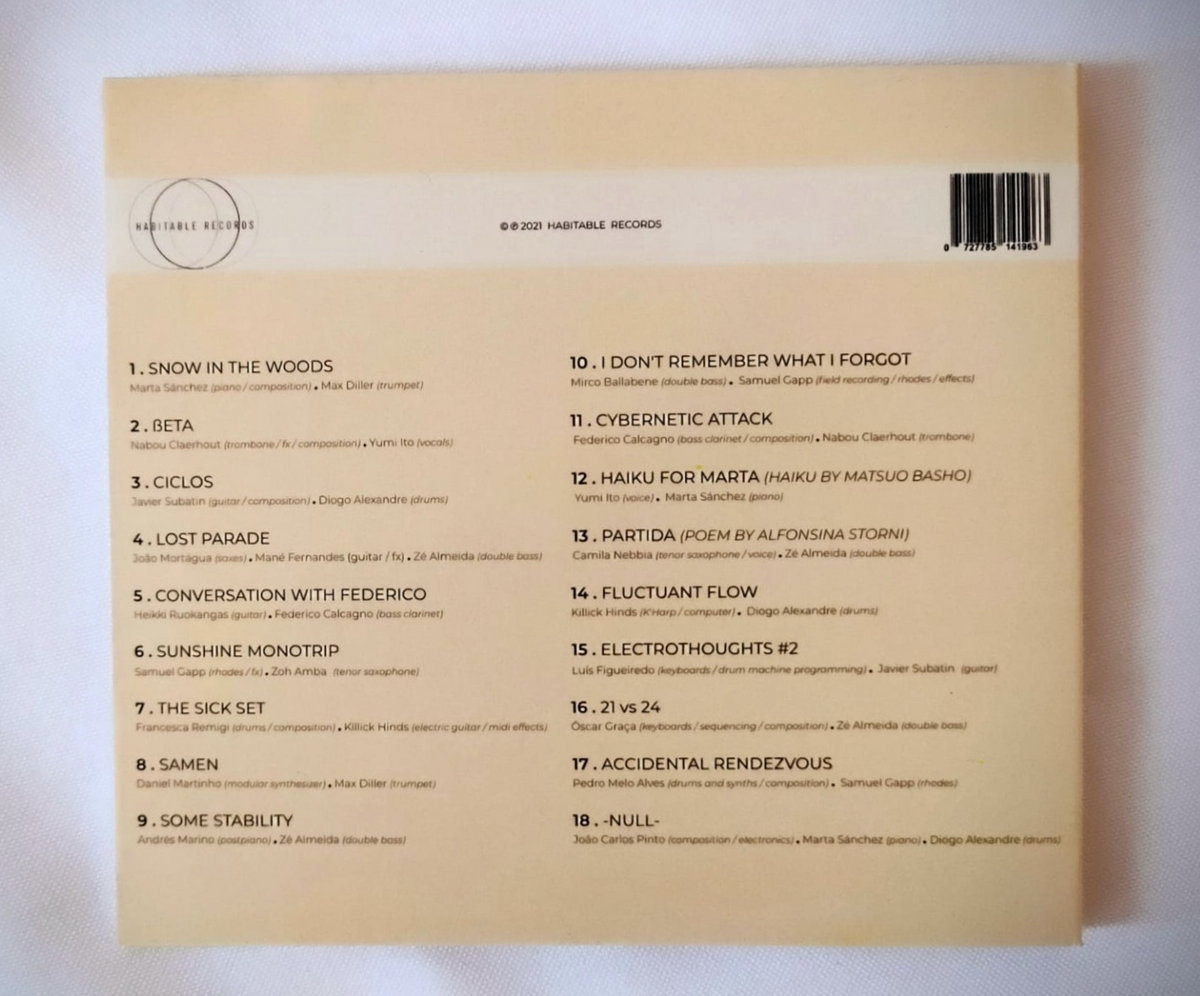 HABITABLE RECORDS
©℗2021 HABITABLE RECORDS
0 727785 141963
1 . SNOW IN THE WOODS
Marta Sánchez (piano / composition) • Max Diller (trumpet)
2 . ßETA
Nabou Claerhout (trombone / fx / composition) • Yumi Ito (vocals)
3 . CICLOS
Javier Subatin (guitar / composition) • Diogo Alexandre (drums)
4 . LOST PARADE
João Mortágua (saxes) • Mané Fernandes (guitar / fx) • Zé Almeida (double bass)
5 . CONVERSATION WITH FEDERICO
Heikki Ruokangas (guitar) • Federico Calcagno (bass clarinet)
6 . SUNSHINE MONOTRIP
Samuel Gapp (rhodes / fx) • Zoh Amba (tenor saxophone)
7 . THE SICK SET
Francesca Remigi (drums / composition) • Killick Hinds (electric guitar / midi effects)
8 . SAMEN
Daniel Martinho (modular synthesizer) • Max Diller (trumpet)
9 . SOME STABILITY
Andrés Marino (postpiano) • Zé Almeida (double bass)
10 . I DON'T REMEMBER WHAT I FORGOT
Mirco Ballabene (double bass) • Samuel Gapp (field recording / rhodes / effects)
11 . CYBERNETIC ATTACK
Federico Calcagno (bass clarinet / composition) • Nabou Claerhout (trombone)
12 . HAIKU FOR MARTA (HAIKU BY MATSUO BASHO)
Yumi Ito (voice) • Marta Sánchez (piano)
13 . PARTIDA (POEM BY ALFONSINA STORNI)
Camila Nebbia (tenor saxophone / voice) • Zé Almeida (double bass)
14 . FLUCTUANT FLOW
Killick Hinds (K'Harp / computer) • Diogo Alexandre (drums)
15 . ELECTROTHOUGHTS #2
Luís Figueiredo (keyboards / drum machine programming) • Javier Subatin (guitar)
16 . 21 vs 24
Óscar Graça (keyboards / sequencing / composition) • Zé Almeida (double bass)
17 . ACCIDENTAL RENDEZVOUS
Pedro Melo Alves (drums and synths / composition) • Samuel Gapp (rhodes)
18 . -NULL-
João Carlos Pinto (composition / electronics) • Marta Sánchez (piano) • Diogo Alexandre (drums)